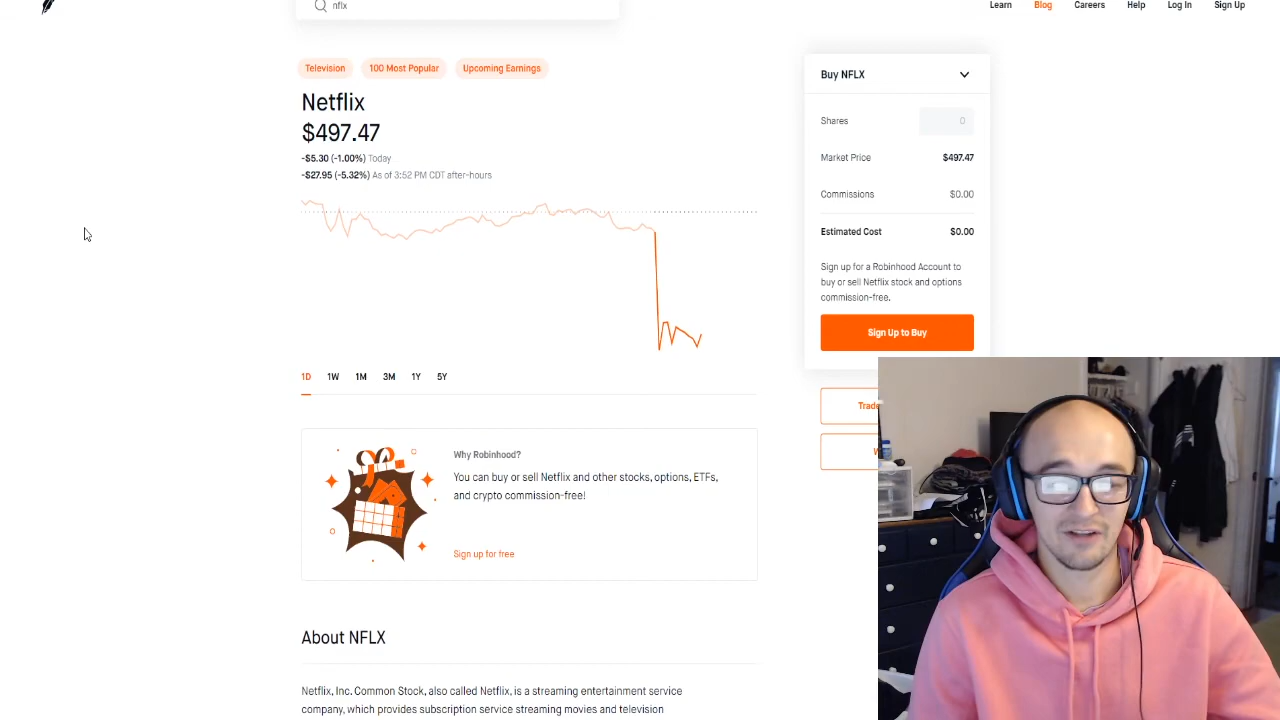 nflx
Learn
Blog
Careers
Help
Log In
Sign Up
Television
100 Most Popular
Upcoming Earnings
Netflix
$497.47
-$5.30 (-1.00%) Today
-$27.95 (-5.32%) As of 3:52 PM CDT after-hours
1D
1W
1M
3M
1Y
5Y
Why Robinhood?
You can buy or sell Netflix and other stocks, options, ETFs,
and crypto commission-free!
Sign up for free
About NFLX
Netflix, Inc. Common Stock, also called Netflix, is a streaming entertainment service
company, which provides subscription service streaming movies and television
Buy NFLX
Shares 0
Market Price $497.47
Commissions $0.00
Estimated Cost $0.00
Sign up for a Robinhood Account to
buy or sell Netflix stock and options
commission-free.
Sign Up to Buy
Trade